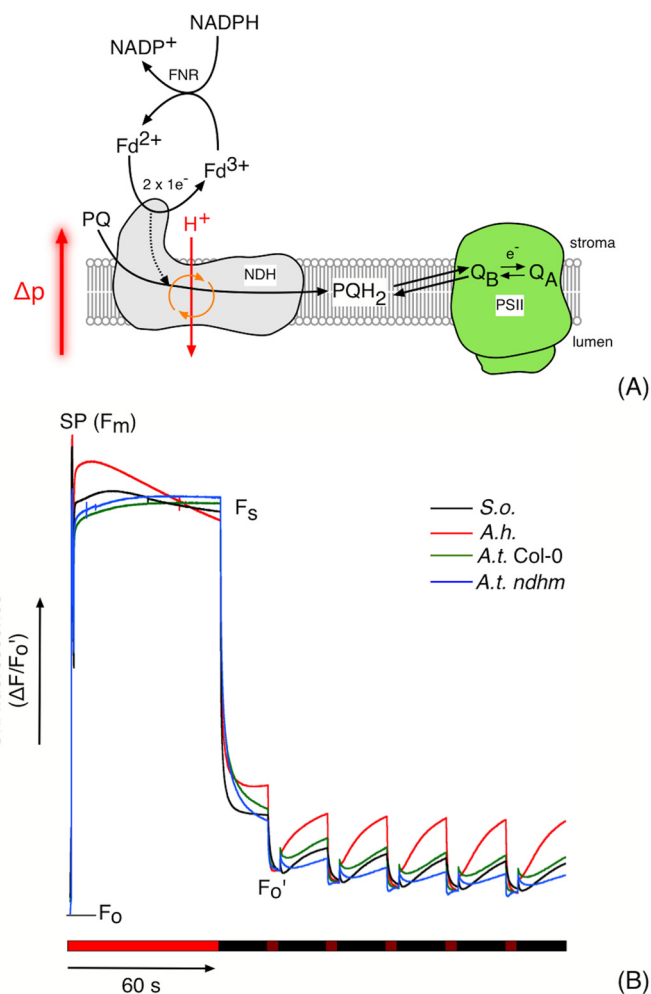 NADPH
NADP+
FNR
Fd2+
Fd3+
2 x 1e-
PQ
H+
Δp
NDH
PQH2
QB
e-
QA
PSII
stroma
lumen
(A)
SP (Fm)
Fs
S.o.
A.h.
A.t. Col-0
A.t. ndhm
(ΔF/Fo')
Fo'
Fo
60 s
(B)